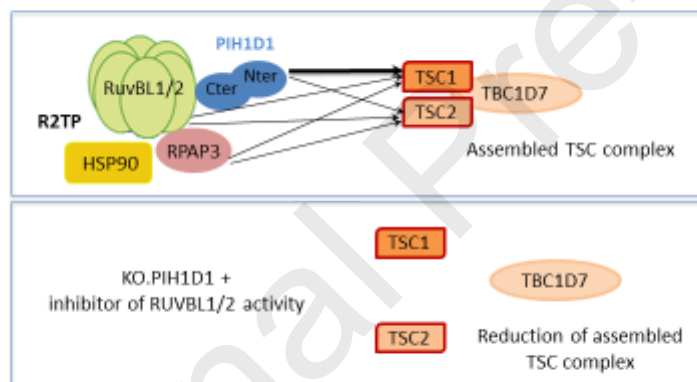 PIH1D1
RuvBL1/2
Cter
Nter
TSC1
TBC1D7
TSC2
R2TP
RPAP3
HSP90
Assembled TSC complex
TSC1
KO.PIH1D1 +
inhibitor of RUVBL1/2 activity
TBC1D7
TSC2
Reduction of assembled
TSC complex